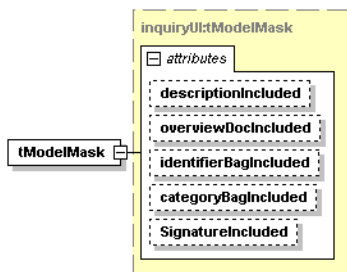 inquiryUI:tModelMask
attributes
descriptionIncluded
overviewDocIncluded
tModelMask
identifierBagIncluded
categoryBagIncluded
SignatureIncluded